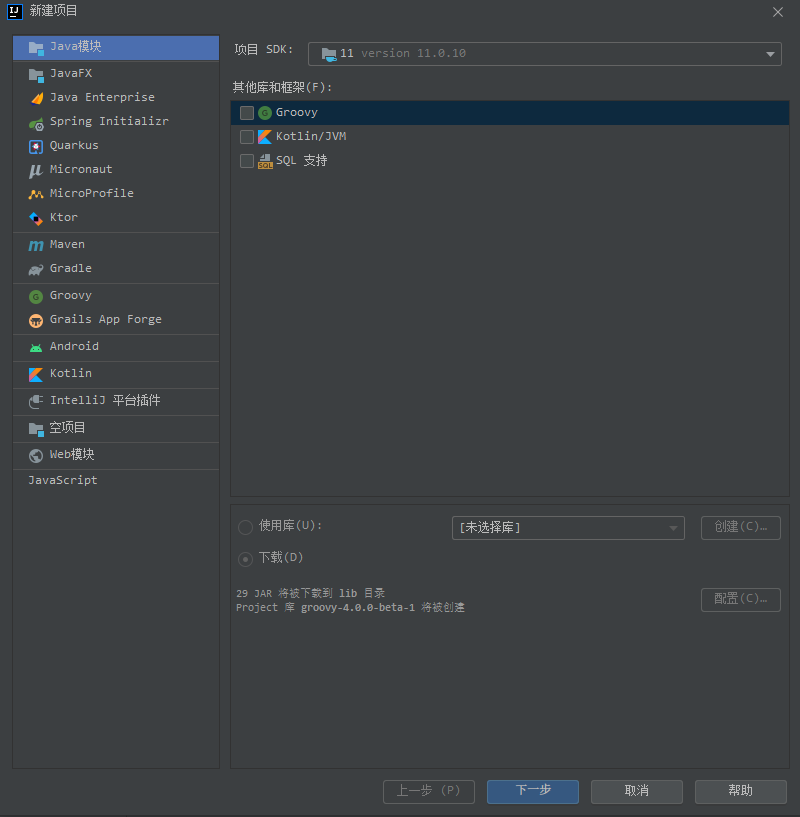 新建项目
Java模块
JavaFX
Java Enterprise
Spring Initializr
Quarkus
Micronaut
MicroProfile
Ktor
Maven
Gradle
Groovy
Grails App Forge
Android
Kotlin
IntelliJ 平台插件
空项目
Web模块
JavaScript
项目 SDK: 11 version 11.0.10
其他库和框架(F):
Groovy
Kotlin/JVM
SQL 支持
使用库(U): [未选择库] 创建(C)…
下载(D)
29 JAR 将被下载到 lib 目录
Project 库 groovy-4.0.0-beta-1 将被创建
配置(C)…
上一步 (P) 下一步 取消 帮助